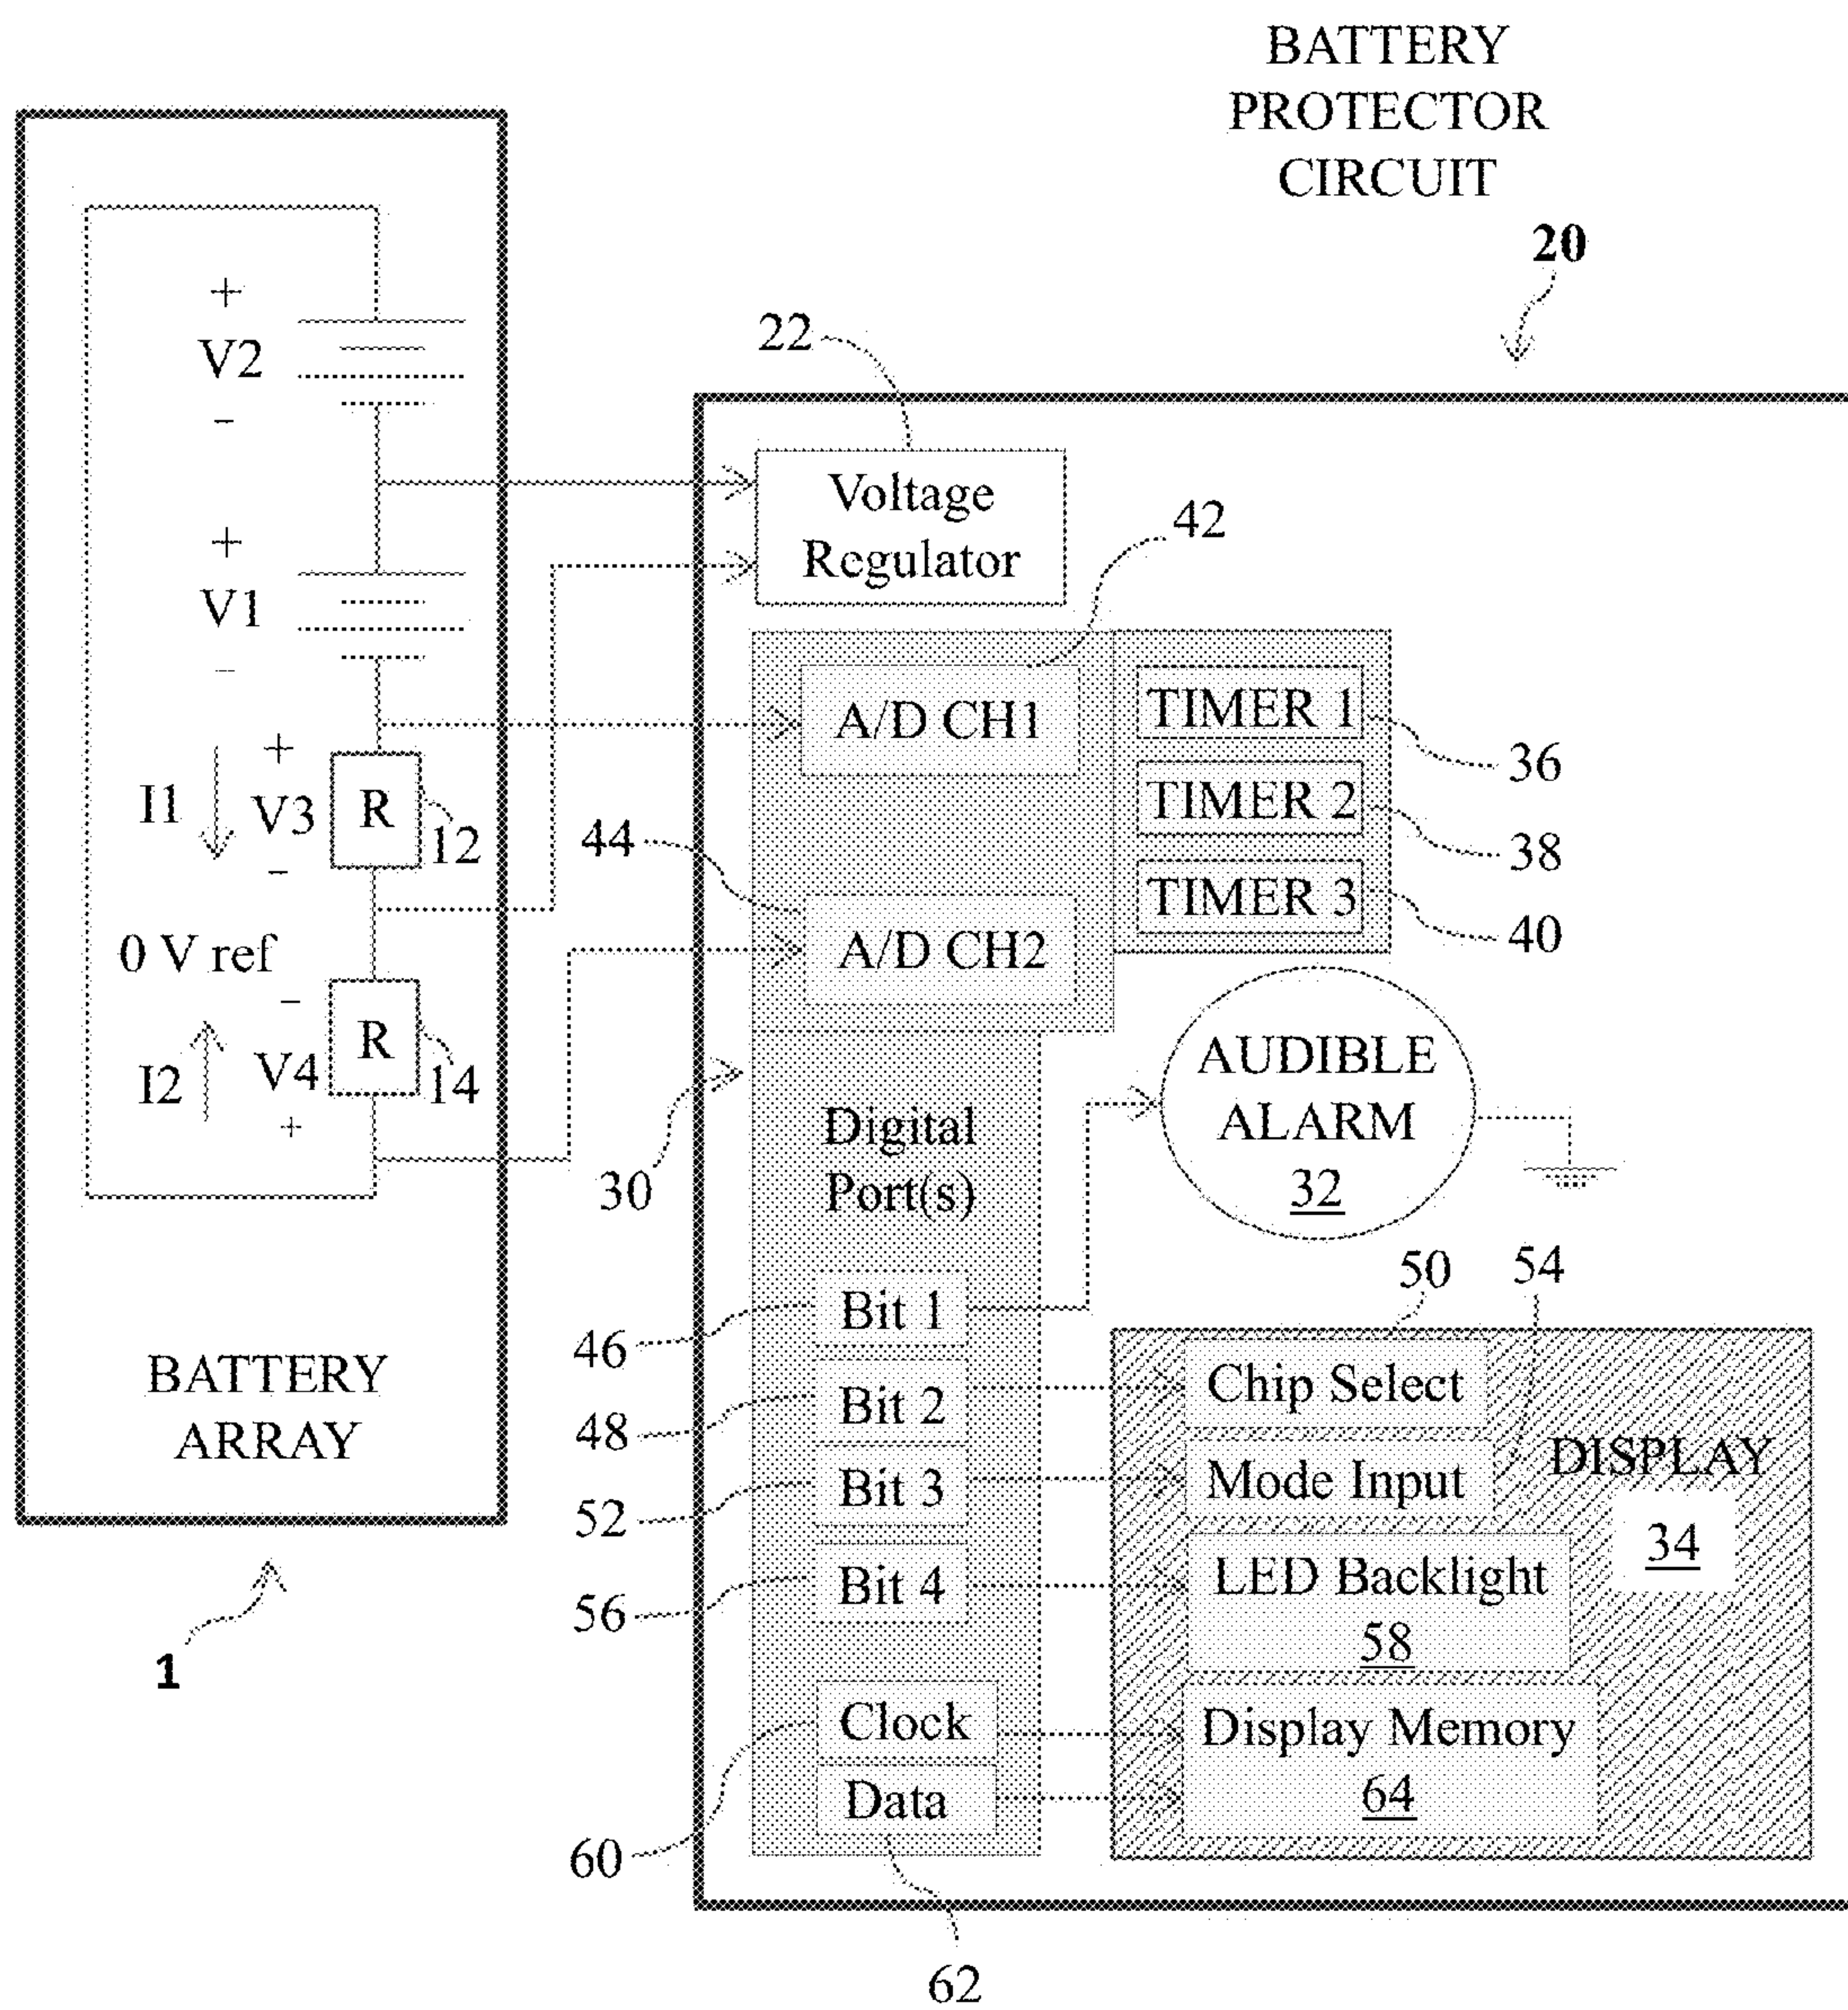 BATTERY
PROTECTOR
CIRCUIT
20
+
V2
-
22
Voltage
Regulator
+
V1
-
42
A/D CH1
TIMER 1
36
TIMER 2
38
TIMER 3
40
I1
+
V3
-
R
12
44
A/D CH2
0 V ref
-
V4
+
I2
R
14
30
Digital
Port(s)
AUDIBLE
ALARM
32
46
Bit 1
48
Bit 2
52
Bit 3
56
Bit 4
60
Clock
Data
62
50
54
Chip Select
Mode Input
DISPLAY
34
LED Backlight
58
Display Memory
64
BATTERY
ARRAY
1